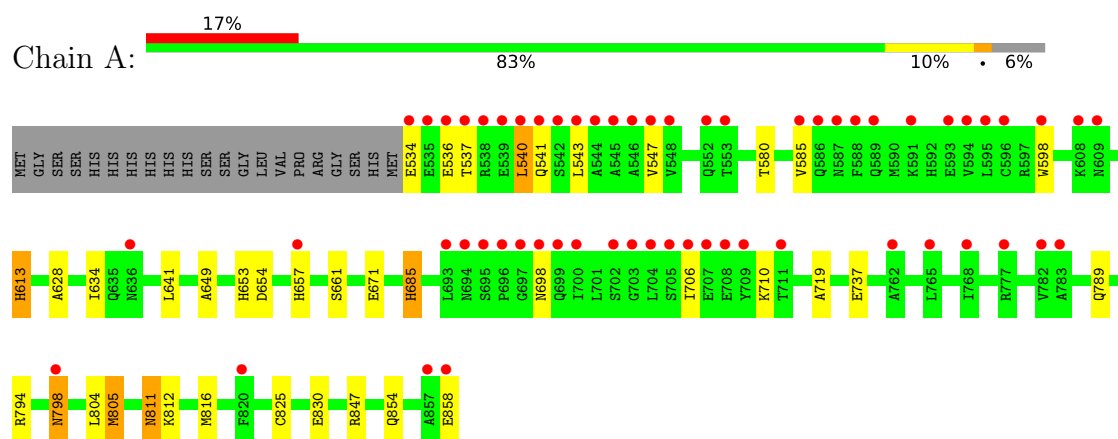 17%
Chain A:
83% 10% • 6%
MET GLY SER SER HIS HIS HIS HIS HIS HIS SER SER GLY LEU VAL PRO ARG GLY SER HIS MET E534 E535 E536 T537 R538 E539 L540 Q541 S542 L543 A544 A545 A546 V547 V548 Q552 T553 T580 V585 Q586 N587 F588 Q589 M590 K591 H592 E593 V594 L595 C596 R597 W598 K608 N609
H613 A628 I634 Q635 N636 L641 A649 H653 D654 H657 S661 E671 H685 L693 N694 S695 P696 G697 N698 Q699 I700 L701 S702 G703 L704 S705 I706 E707 E708 Y709 K710 T711 A719 E737 A762 L765 I768 R777 V782 A783 Q789
R794 N798 L804 M805 N811 K812 M816 F820 C825 E830 R847 Q854 A857 E858